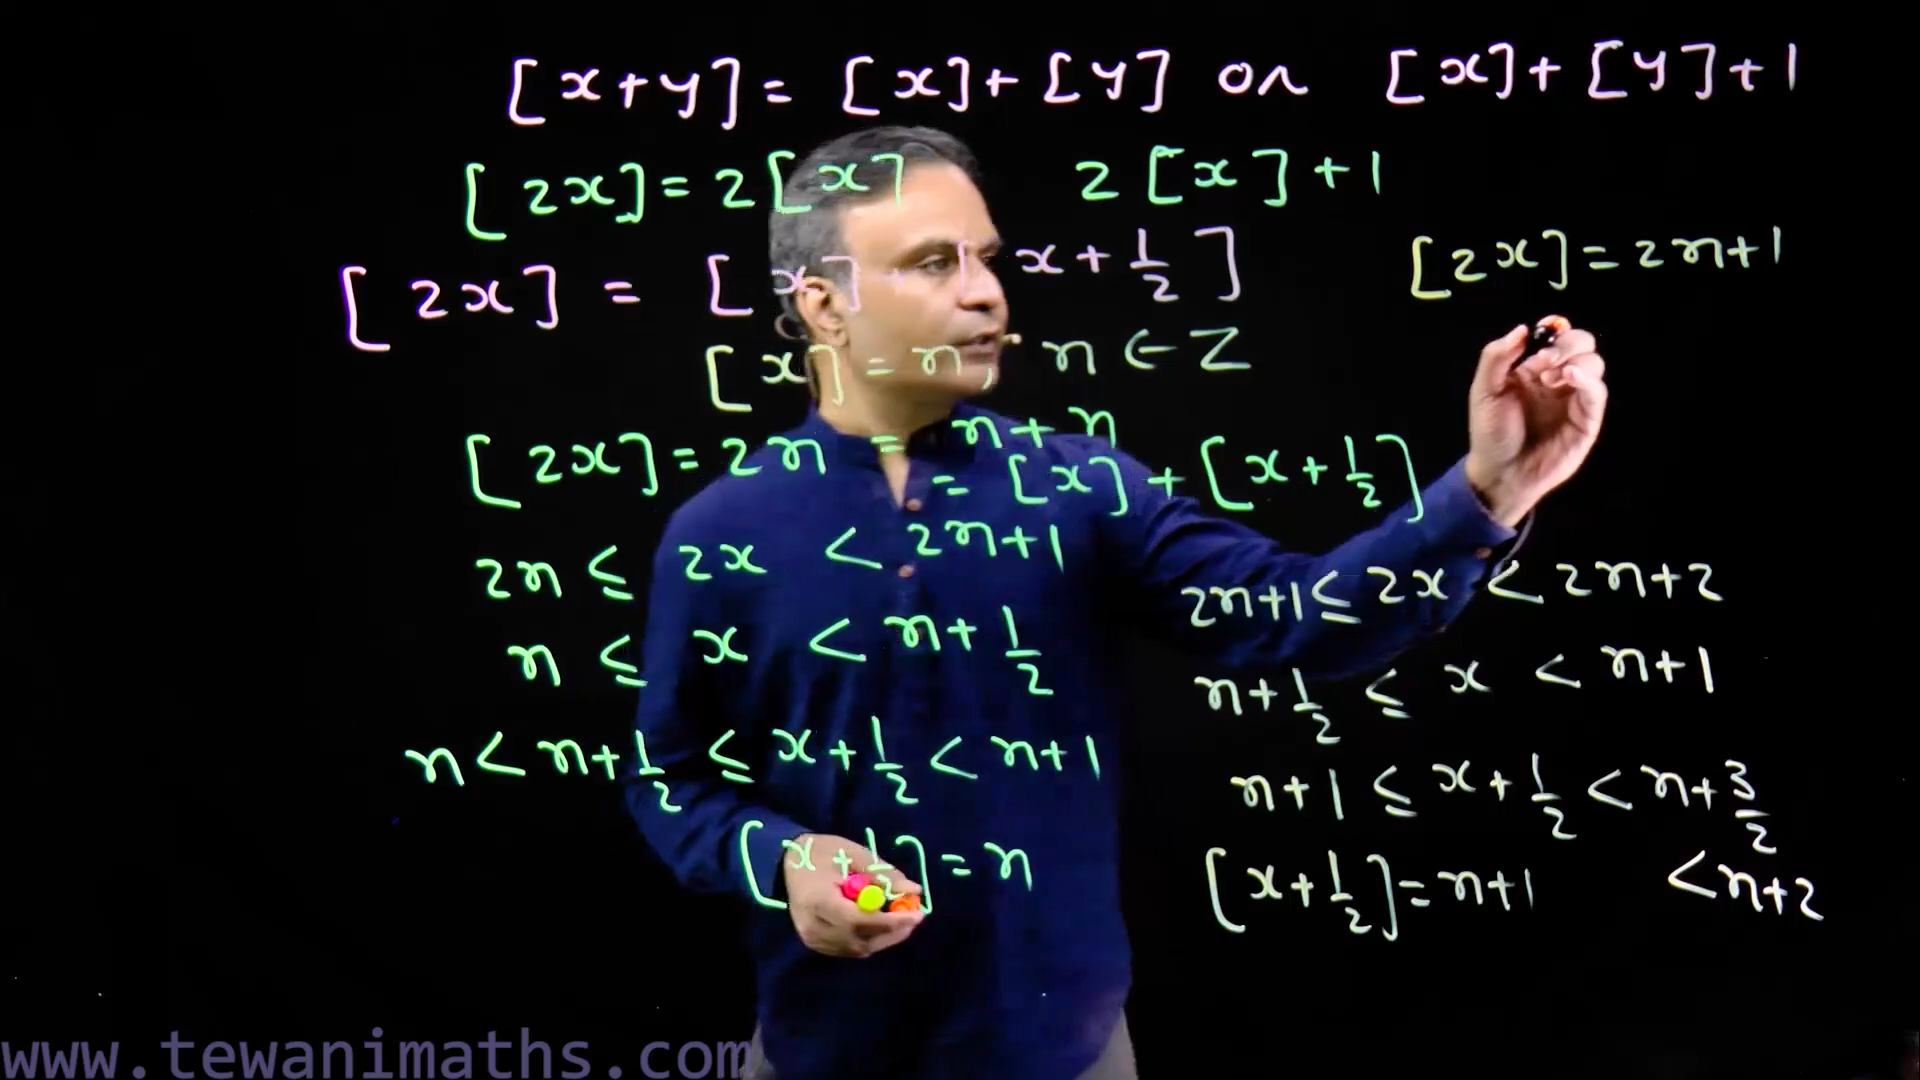 [x+y] = [x]+[y] or [x]+[y]+1
[2x] = 2[x] 2[x]+1
[2x] = [x] + [x+1/2]
[2x] = 2n+1
[x] = n, n ∈ Z
[2x] = 2n = n+n
= [x] + [x+1/2]
2n ≤ 2x < 2n+1
n ≤ x < n+1/2
n < n+1/2 ≤ x+1/2 < n+1
[x+1/2] = n
2n+1 ≤ 2x < 2n+2
n+1/2 ≤ x < n+1
n+1 ≤ x+1/2 < n+3/2
< n+2
[x+1/2] = n+1
www.tewanimaths.com